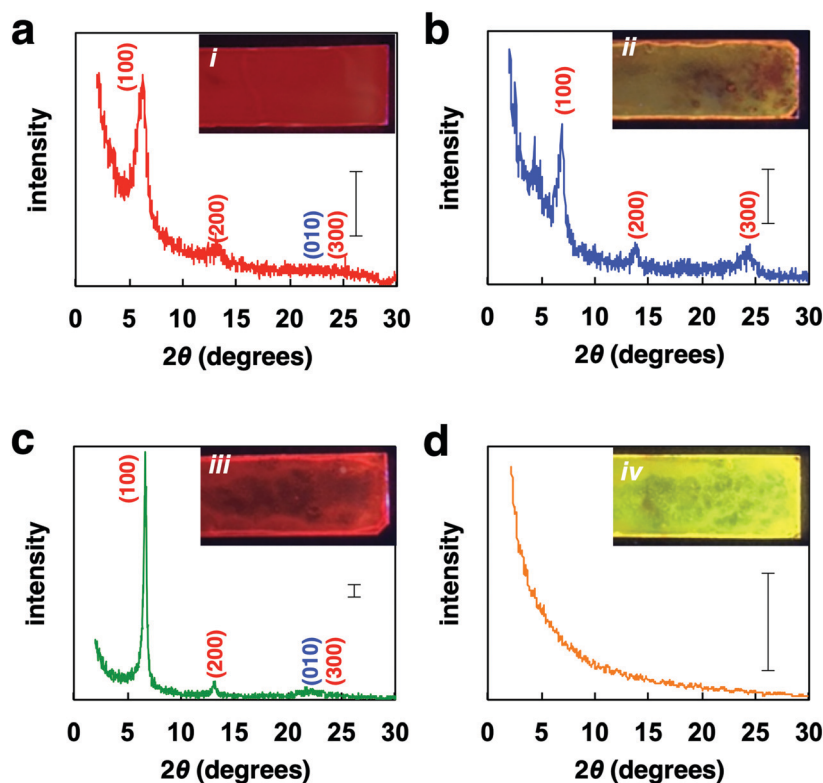 a
i
(100)
(200)
(010)
(300)
intensity
0 5 10 15 20 25 30
2θ (degrees)
b
ii
(100)
(200)
(300)
intensity
0 5 10 15 20 25 30
2θ (degrees)
c
iii
(100)
(200)
(010)
(300)
intensity
0 5 10 15 20 25 30
2θ (degrees)
d
iv
intensity
0 5 10 15 20 25 30
2θ (degrees)